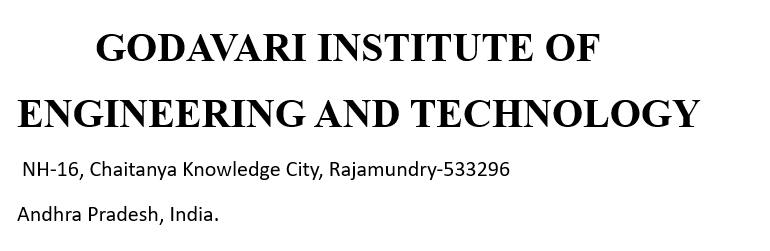 GODAVARI INSTITUTE OF
ENGINEERING AND TECHNOLOGY
NH-16, Chaitanya Knowledge City, Rajamundry-533296
Andhra Pradesh, India.